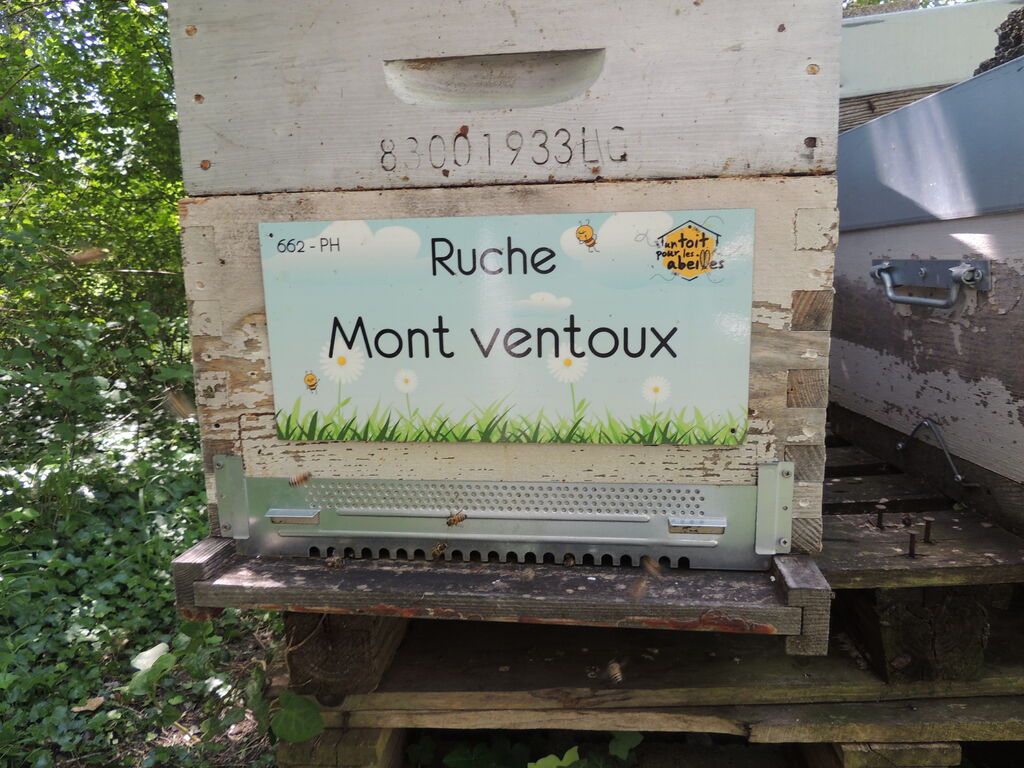 83001933LG
662 - PH
Ruche
un toit
pour les
abeilles
Mont ventoux